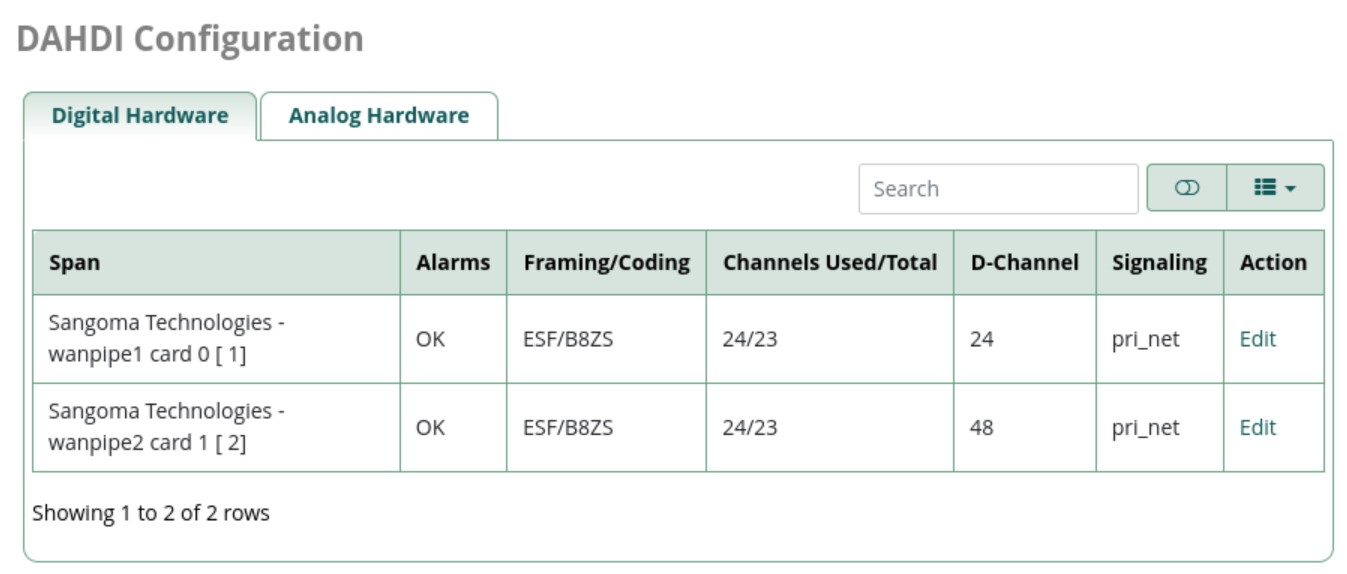 DAHDI Configuration
Digital Hardware
Analog Hardware
Search
Span Alarms Framing/Coding Channels Used/Total D-Channel Signaling Action
Sangoma Technologies -
wanpipe1 card 0 [ 1] OK ESF/B8ZS 24/23 24 pri_net Edit
Sangoma Technologies -
wanpipe2 card 1 [ 2] OK ESF/B8ZS 24/23 48 pri_net Edit
Showing 1 to 2 of 2 rows